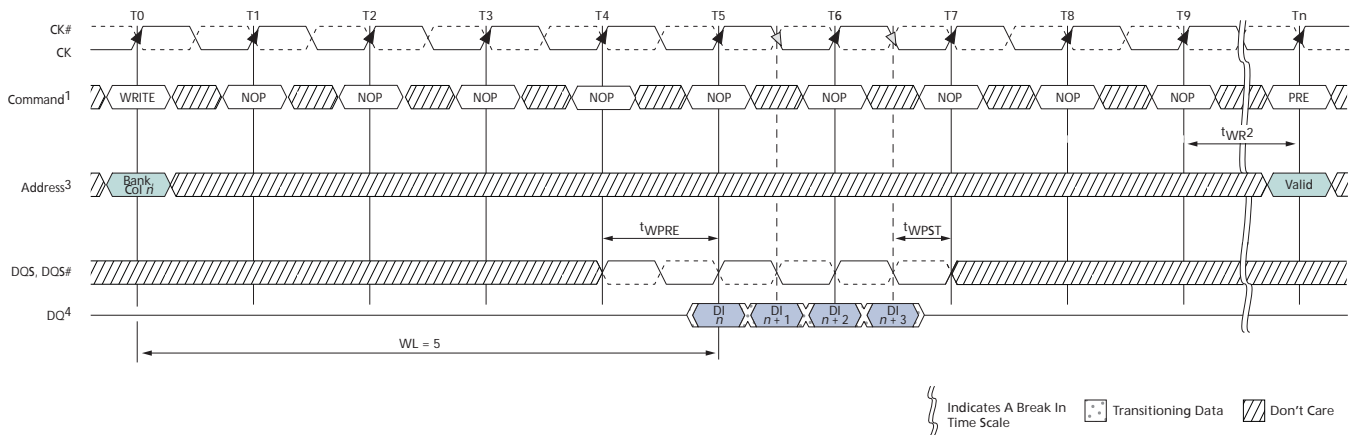 T0 T1 T2 T3 T4 T5 T6 T7 T8 T9 Tn
CK#
CK
Command1 WRITE NOP NOP NOP NOP NOP NOP NOP NOP NOP PRE
tWR2
Address3 Bank, Col n Valid
tWPRE tWPST
DQS, DQS#
DQ4 DI n DI n + 1 DI n + 2 DI n + 3
WL = 5
Indicates A Break In
Time Scale
Transitioning Data
Don't Care